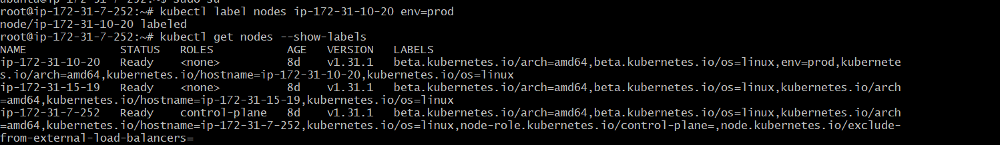 root@ip-172-31-7-252:~# kubectl label nodes ip-172-31-10-20 env=prod
node/ip-172-31-10-20 labeled
root@ip-172-31-7-252:~# kubectl get nodes --show-labels
NAME STATUS ROLES AGE VERSION LABELS
ip-172-31-10-20 Ready <none> 8d v1.31.1 beta.kubernetes.io/arch=amd64,beta.kubernetes.io/os=linux,env=prod,kubernete
s.io/arch=amd64,kubernetes.io/hostname=ip-172-31-10-20,kubernetes.io/os=linux
ip-172-31-15-19 Ready <none> 8d v1.31.1 beta.kubernetes.io/arch=amd64,beta.kubernetes.io/os=linux,kubernetes.io/arch
=amd64,kubernetes.io/hostname=ip-172-31-15-19,kubernetes.io/os=linux
ip-172-31-7-252 Ready control-plane 8d v1.31.1 beta.kubernetes.io/arch=amd64,beta.kubernetes.io/os=linux,kubernetes.io/arch
=amd64,kubernetes.io/hostname=ip-172-31-7-252,kubernetes.io/os=linux,node-role.kubernetes.io/control-plane=,node.kubernetes.io/exclude-
from-external-load-balancers=